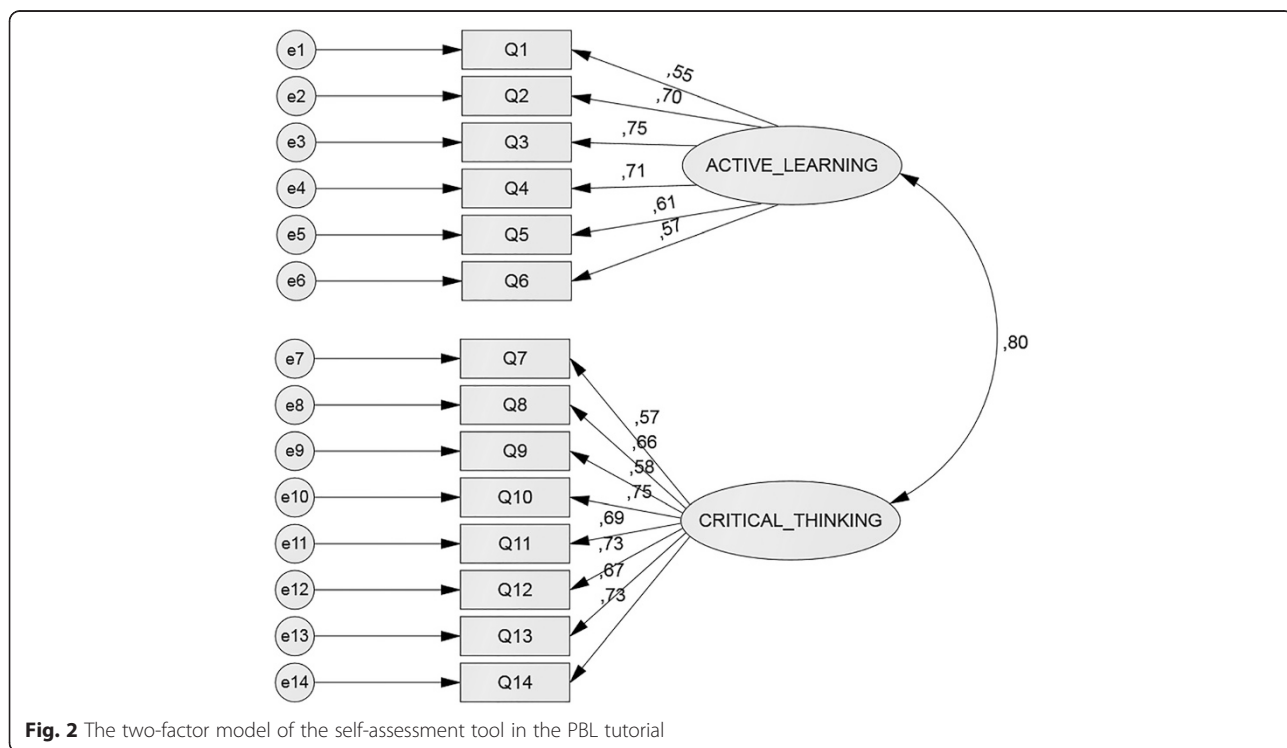 e1 Q1
,55
e2 Q2
,70
e3 Q3
,75
ACTIVE_LEARNING
e4 Q4
,71
e5 Q5
,61
e6 Q6
,57
,80
e7 Q7
,57
e8 Q8
,66
e9 Q9
,58
e10 Q10
,75
CRITICAL_THINKING
e11 Q11
,69
e12 Q12
,73
e13 Q13
,67
e14 Q14
,73
Fig. 2 The two-factor model of the self-assessment tool in the PBL tutorial